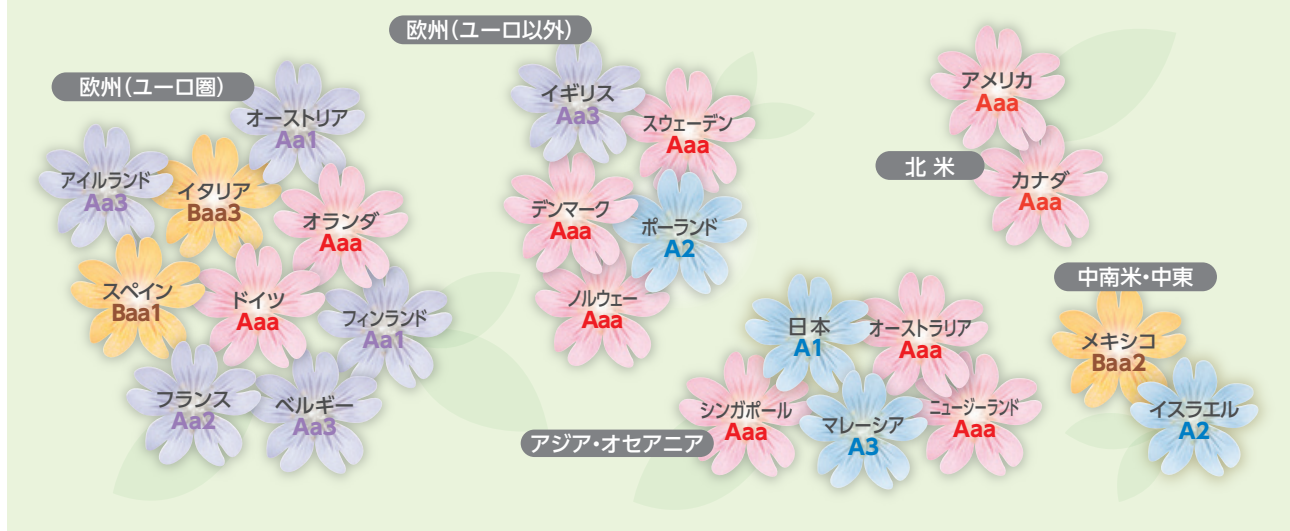 欧州(ユーロ圏)
オーストリア
Aa1
アイルランド
Aa3
イタリア
Baa3
オランダ
Aaa
スペイン
Baa1
ドイツ
Aaa
フィンランド
Aa1
フランス
Aa2
ベルギー
Aa3
欧州(ユーロ以外)
イギリス
Aa3
スウェーデン
Aaa
デンマーク
Aaa
ポーランド
A2
ノルウェー
Aaa
北 米
アメリカ
Aaa
カナダ
Aaa
アジア・オセアニア
日本
A1
オーストラリア
Aaa
シンガポール
Aaa
マレーシア
A3
ニュージーランド
Aaa
中南米・中東
メキシコ
Baa2
イスラエル
A2